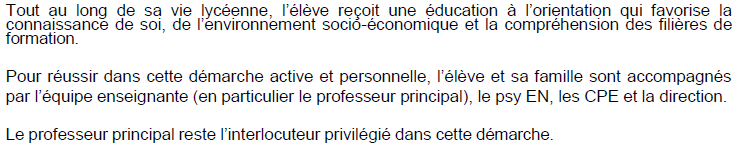 Tout au long de sa vie lycéenne, l'élève reçoit une éducation à l'orientation qui favorise la
connaissance de soi, de l'environnement socio-économique et la compréhension des filières de
formation.
Pour réussir dans cette démarche active et personnelle, l'élève et sa famille sont accompagnés
par l'équipe enseignante (en particulier le professeur principal), le psy EN, les CPE et la direction.
Le professeur principal reste l'interlocuteur privilégié dans cette démarche.